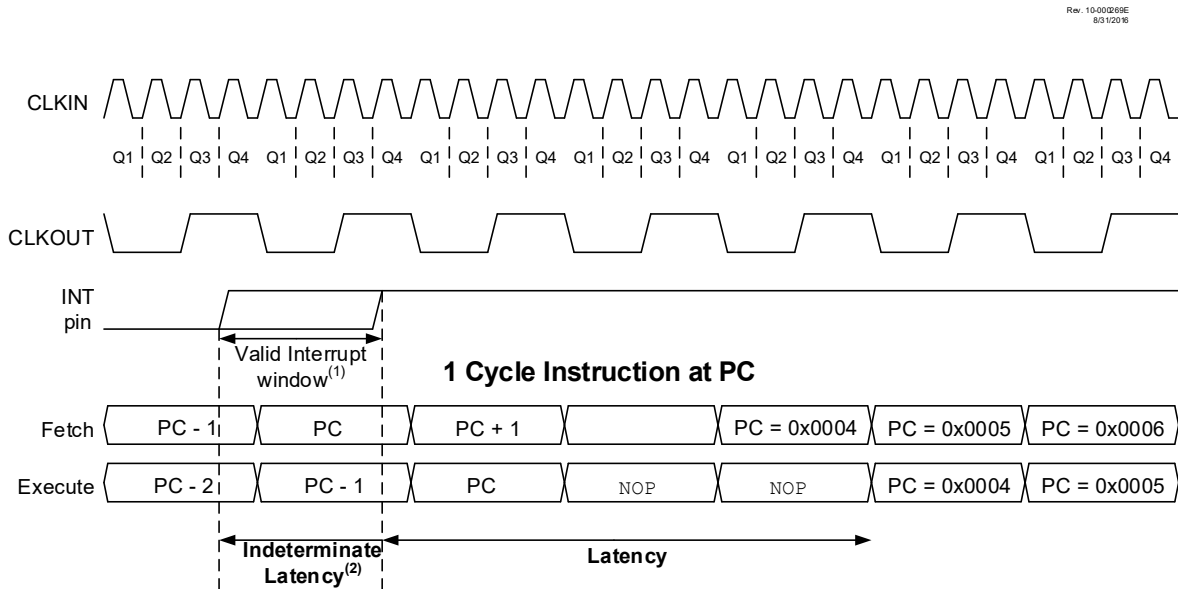 Rev. 10-000269E
8/31/2016
CLKIN
Q1 Q2 Q3 Q4 Q1 Q2 Q3 Q4 Q1 Q2 Q3 Q4 Q1 Q2 Q3 Q4 Q1 Q2 Q3 Q4 Q1 Q2 Q3 Q4 Q1 Q2 Q3 Q4
CLKOUT
INT
pin
Valid Interrupt
window(1)
1 Cycle Instruction at PC
Fetch PC - 1 PC PC + 1 PC = 0x0004 PC = 0x0005 PC = 0x0006
Execute PC - 2 PC - 1 PC NOP NOP PC = 0x0004 PC = 0x0005
Indeterminate
Latency(2)
Latency